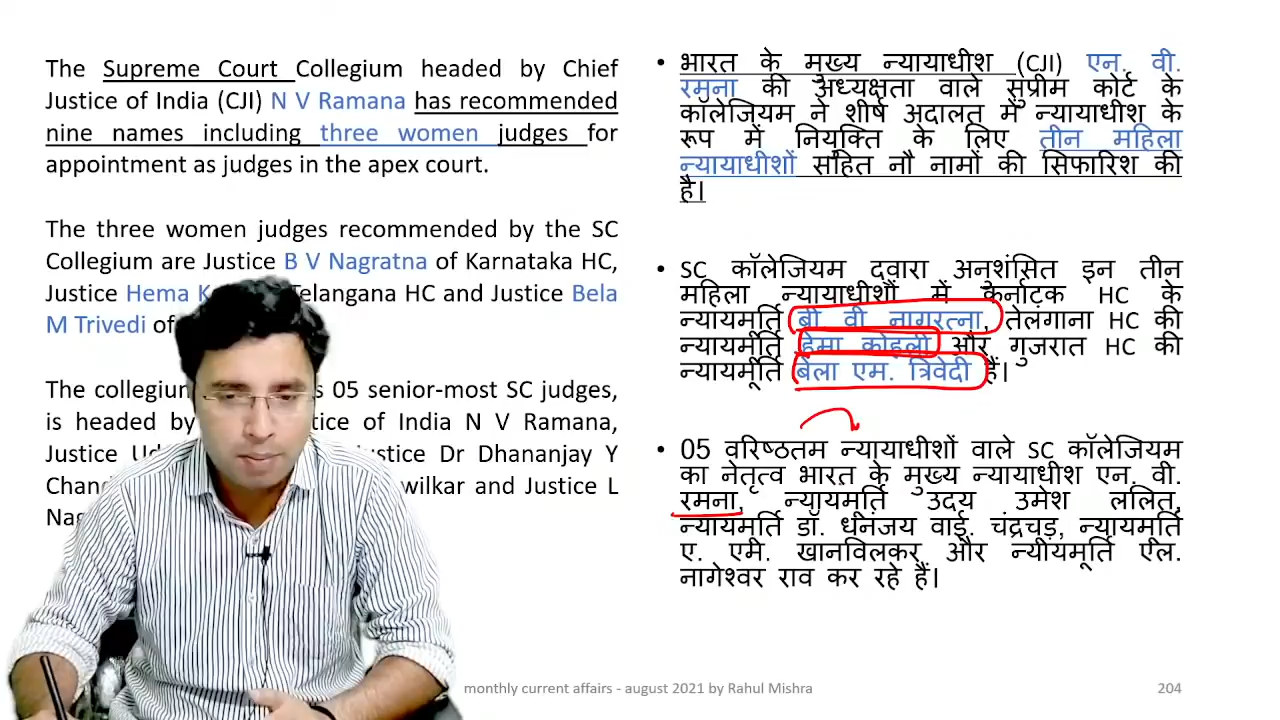 The Supreme Court Collegium headed by Chief
Justice of India (CJI) N V Ramana has recommended
nine names including three women judges for
appointment as judges in the apex court.
The three women judges recommended by the SC
Collegium are Justice B V Nagratna of Karnataka HC,
Justice Hema Telangana HC and Justice Bela
M Trivedi of
The collegium 05 senior-most SC judges,
is headed by of India N V Ramana,
Justice Dr Dhananjay Y
and Justice L
भारत के मुख्य न्यायाधीश (CJI) एन. वी.
रमना की अध्यक्षता वाले सुप्रीम कोर्ट के
कॉलेजियम ने शीर्ष अदालत में न्यायाधीश के
रूप में नियुक्ति के लिए तीन महिला
न्यायाधीशों सहित नौ नामों की सिफारिश की
है।
SC कॉलेजियम द्वारा अनुशंसित इन तीन
महिला न्यायाधीशों में कर्नाटक HC के
न्यायमूर्ति बी वी नागरत्ना, तेलंगाना HC की
न्यायमूर्ति हिमा कोहली और गुजरात HC की
न्यायमूर्ति बेला एम. त्रिवेदी हैं।
05 वरिष्ठतम न्यायाधीशों वाले SC कॉलेजियम
का नेतृत्व भारत के मुख्य न्यायाधीश एन. वी.
रमना, न्यायमूर्ति उदय उमेश ललित,
न्यायमूर्ति डॉ. धनंजय वाई. चंद्रचूड़, न्यायमूर्ति
ए. एम. खानविलकर और न्यायमूर्ति एल.
नागेश्वर राव कर रहे हैं।
monthly current affairs - august 2021 by Rahul Mishra 204